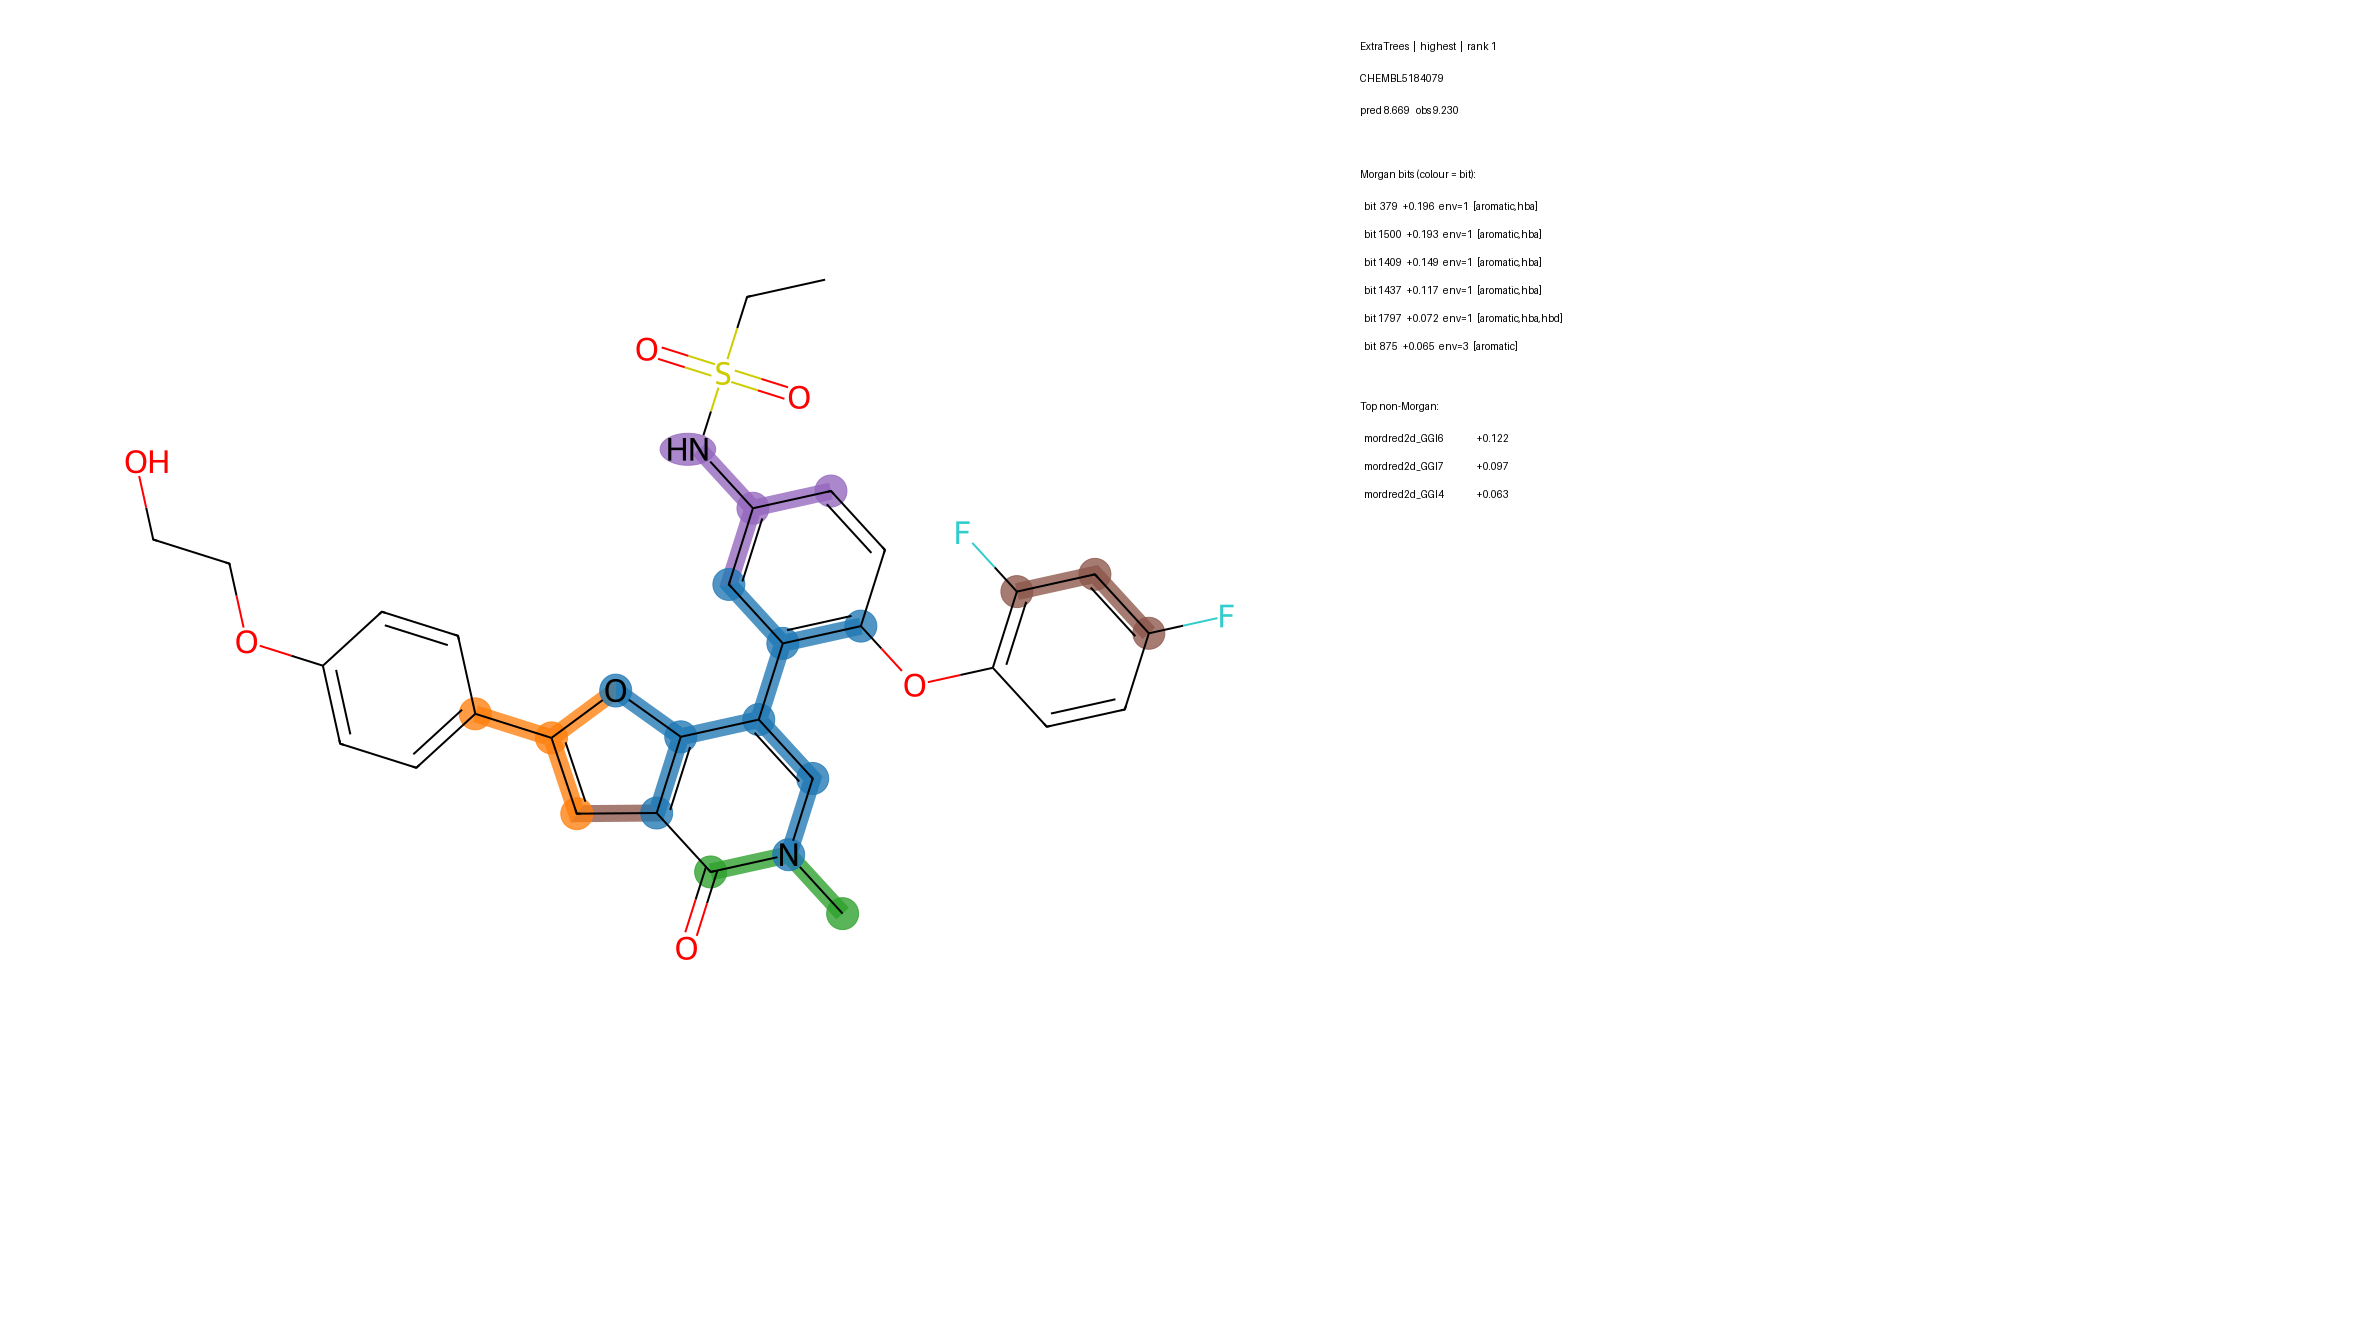 ExtraTrees | highest | rank 1
CHEMBL5184079
pred 8.669 obs 9.230
Morgan bits (colour = bit):
bit 379 +0.196 env=1 [aromatic,hba]
bit 1500 +0.193 env=1 [aromatic,hba]
bit 1409 +0.149 env=1 [aromatic,hba]
bit 1437 +0.117 env=1 [aromatic,hba]
bit 1797 +0.072 env=1 [aromatic,hba,hbd]
bit 875 +0.065 env=3 [aromatic]
Top non-Morgan:
mordred2d_GGI6 +0.122
mordred2d_GGI7 +0.097
mordred2d_GGI4 +0.063
O
S
O
HN
OH
F
F
O
O
O
N
O